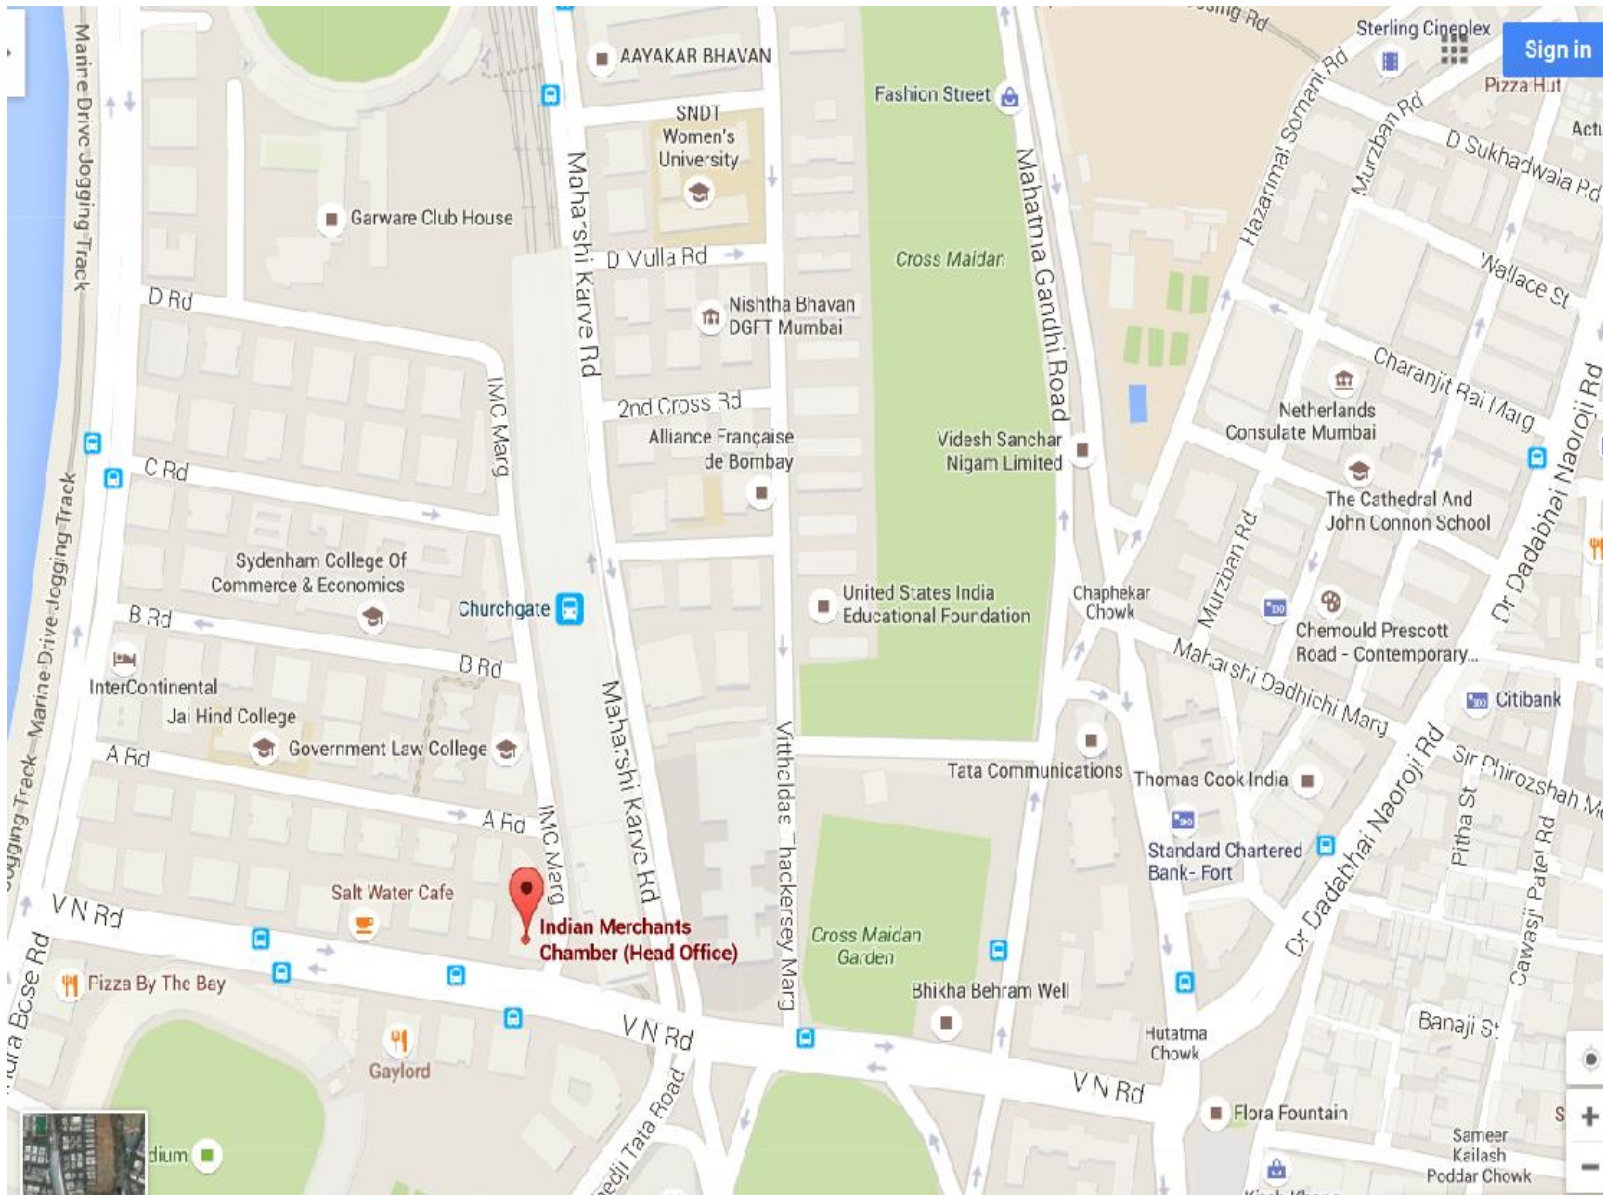 Sterling Cineplex
Sign in
Pizza Hut
AAYAKAR BHAVAN
Fashion Street
SNDT
Women's
University
Marine Drive Jogging Track
Maharshi Karve Rd
Mahatma Gandhi Road
Hazarimal Somani Rd
Murzban Rd
D Sukhadwala Rd
Garware Club House
D Vulla Rd
Cross Maidan
Wallace St
D Rd
Nishtha Bhavan
DGFT Mumbai
Charanjit Rai Marg
IMC Marg
2nd Cross Rd
Netherlands
Consulate Mumbai
Alliance Française
de Bombay
Videsh Sanchar
Nigam Limited
C Rd
The Cathedral And
John Connon School
Dr Dadabhai Naoroji Rd
Murzban Rd
Sydenham College Of
Commerce & Economics
Churchgate
United States India
Educational Foundation
Chaphekar
Chowk
B Rd
Chemould Prescott
Road - Contemporary...
Maharshi Dadhichi Marg
B Rd
InterContinental
Marine Drive Jogging Track
Citibank
Jai Hind College
Government Law College
Maharshi Karve Rd
A Rd
Tata Communications
Thomas Cook India
Pitha St
A Rd
IMC Marg
Vitthaldas Thackersey Marg
Standard Chartered
Bank- Fort
Dr Dadabhai Naoroji Rd
Cawasji Patel Rd
Salt Water Cafe
V N Rd
Indian Merchants
Chamber (Head Office)
Cross Maidan
Garden
Pizza By The Bay
Bhikha Behram Well
Banaji St
V N Rd
Hutatma
Chowk
Gaylord
V N Rd
Flora Fountain
Sameer
Kailash
Poddar Chowk